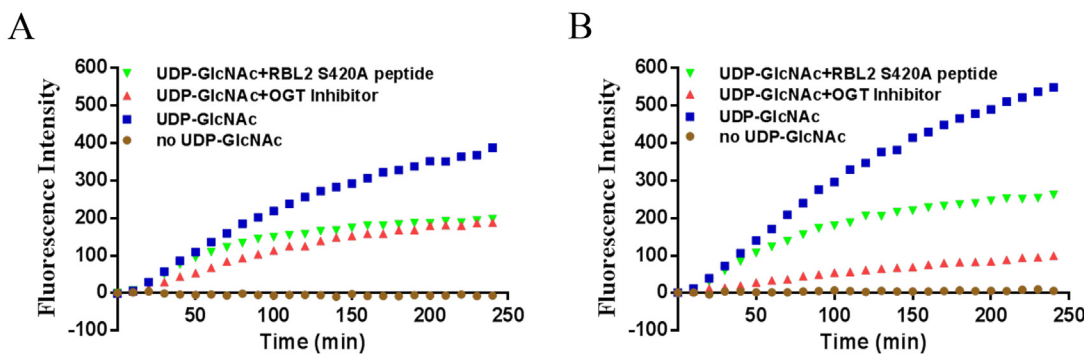 A
Fluorescence Intensity
600
500
400
300
200
100
0
-100
UDP-GlcNAc+RBL2 S420A peptide
UDP-GlcNAc+OGT Inhibitor
UDP-GlcNAc
no UDP-GlcNAc
50
100
150
200
250
Time (min)
B
Fluorescence Intensity
600
500
400
300
200
100
0
-100
UDP-GlcNAc+RBL2 S420A peptide
UDP-GlcNAc+OGT Inhibitor
UDP-GlcNAc
no UDP-GlcNAc
50
100
150
200
250
Time (min)